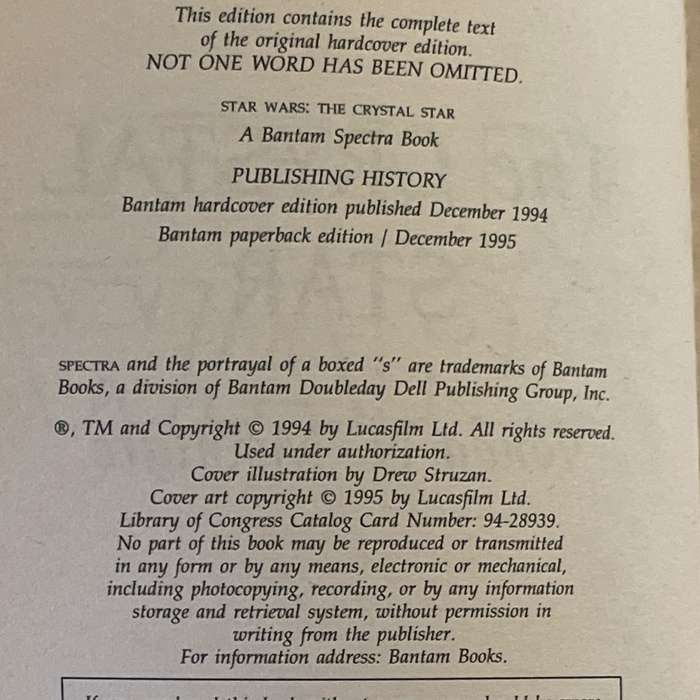 This edition contains the complete text
of the original hardcover edition.
NOT ONE WORD HAS BEEN OMITTED.
STAR WARS: THE CRYSTAL STAR
A Bantam Spectra Book
PUBLISHING HISTORY
Bantam hardcover edition published December 1994
Bantam paperback edition / December 1995
SPECTRA and the portrayal of a boxed "s" are trademarks of Bantam
Books, a division of Bantam Doubleday Dell Publishing Group, Inc.
®, TM and Copyright © 1994 by Lucasfilm Ltd. All rights reserved.
Used under authorization.
Cover illustration by Drew Struzan.
Cover art copyright © 1995 by Lucasfilm Ltd.
Library of Congress Catalog Card Number: 94-28939.
No part of this book may be reproduced or transmitted
in any form or by any means, electronic or mechanical,
including photocopying, recording, or by any information
storage and retrieval system, without permission in
writing from the publisher.
For information address: Bantam Books.